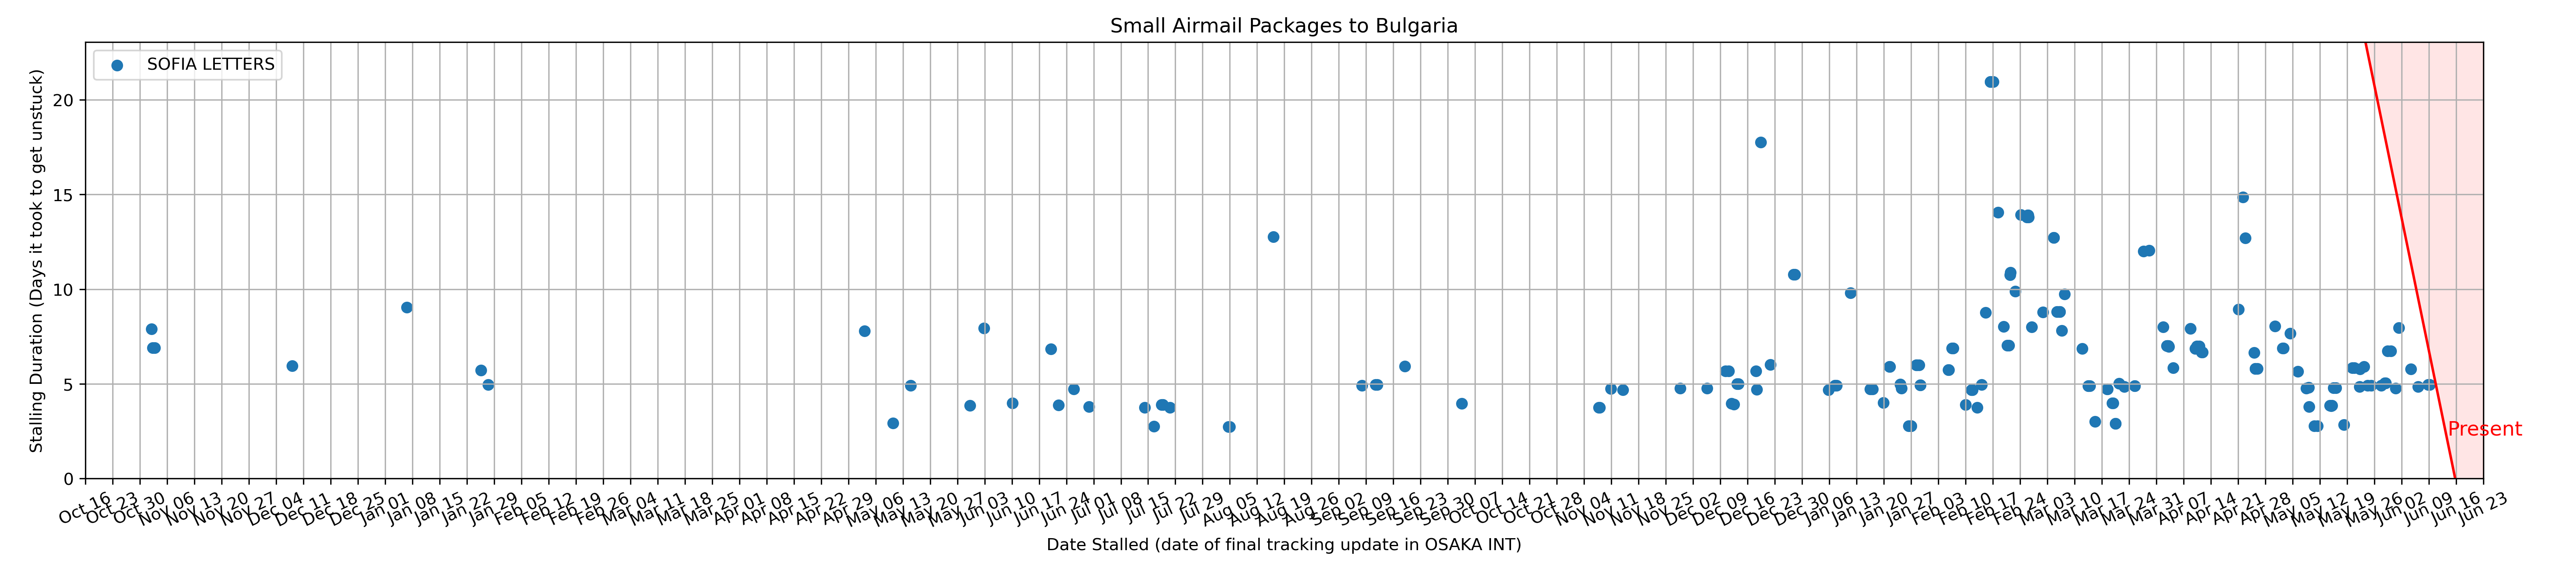 Small Airmail Packages to Bulgaria
SOFIA LETTERS
Stalling Duration (Days it took to get unstuck)
20
15
10
5
0
Present
Oct 16 Oct 23 Oct 30 Nov 06 Nov 13 Nov 20 Nov 27 Dec 04 Dec 11 Dec 18 Dec 25 Jan 01 Jan 08 Jan 15 Jan 22 Jan 29 Feb 05 Feb 12 Feb 19 Feb 26 Mar 04 Mar 11 Mar 18 Mar 25 Apr 01 Apr 08 Apr 15 Apr 22 Apr 29 May 06 May 13 May 20 May 27 Jun 03 Jun 10 Jun 17 Jun 24 Jul 01 Jul 08 Jul 15 Jul 22 Jul 29 Aug 05 Aug 12 Aug 19 Aug 26 Sep 02 Sep 09 Sep 16 Sep 23 Sep 30 Oct 07 Oct 14 Oct 21 Oct 28 Nov 04 Nov 11 Nov 18 Nov 25 Dec 02 Dec 09 Dec 16 Dec 23 Dec 30 Jan 06 Jan 13 Jan 20 Jan 27 Feb 03 Feb 10 Feb 17 Feb 24 Mar 03 Mar 10 Mar 17 Mar 24 Mar 31 Apr 07 Apr 14 Apr 21 Apr 28 May 05 May 12 May 19 May 26 Jun 02 Jun 09 Jun 16 Jun 23
Date Stalled (date of final tracking update in OSAKA INT)